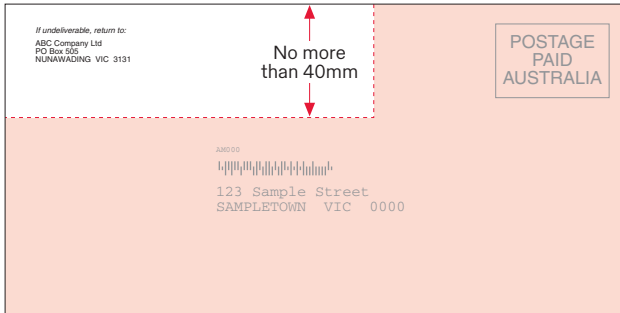 If undeliverable, return to:
ABC Company Ltd
PO Box 505
NUNAWADING VIC 3131
No more
than 40mm
POSTAGE
PAID
AUSTRALIA
AM000
123 Sample Street
SAMPLETOWN VIC 0000